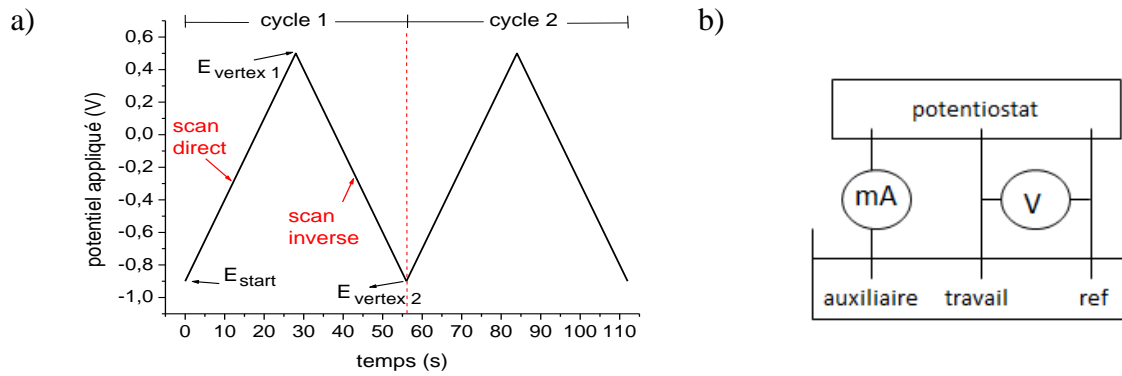 a)
cycle 1
cycle 2
0,6
0,4
0,2
0,0
-0,2
-0,4
-0,6
-0,8
-1,0
potentiel appliqué (V)
E vertex 1
scan
direct
scan
inverse
E start
E vertex 2
0 10 20 30 40 50 60 70 80 90 100 110
temps (s)
b)
potentiostat
mA
V
auxiliaire travail ref